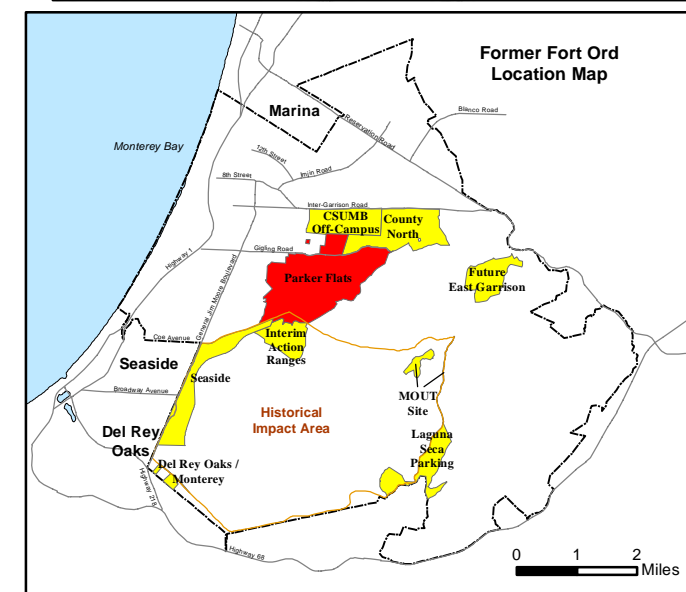 Former Fort Ord
Location Map
Marina
Blanco Road
Reservation Road
Monterey Bay
12th Street
Imjin Road
8th Street
Inter-Garrison Road
CSUMB
Off-Campus
County
North
Gigling Road
Highway 1
General Jim Moore Boulevard
Parker Flats
Future
East Garrison
Coe Avenue
Interim
Action
Ranges
Seaside
Seaside
Broadway Avenue
MOUT
Site
Historical
Impact Area
Del Rey
Oaks
Laguna
Seca
Parking
Del Rey Oaks /
Monterey
Highway 218
Highway 68
0 1 2
Miles